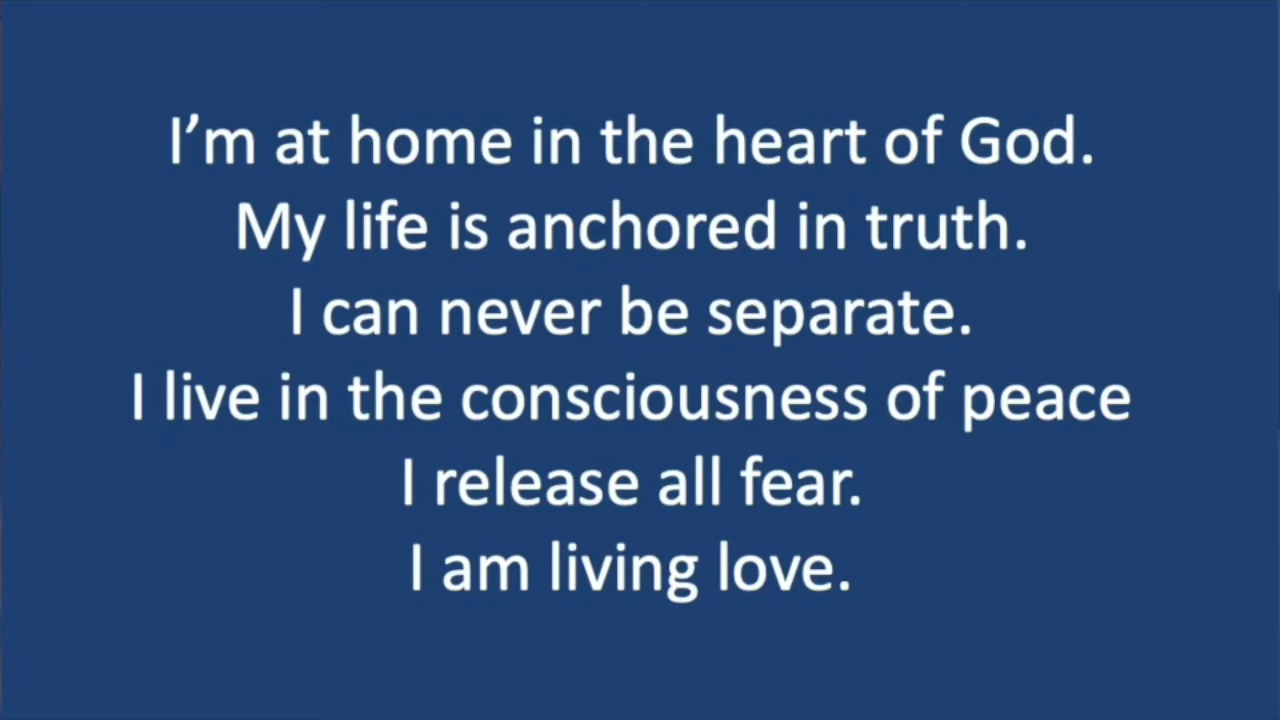 I’m at home in the heart of God.
My life is anchored in truth.
I can never be separate.
I live in the consciousness of peace
I release all fear.
I am living love.